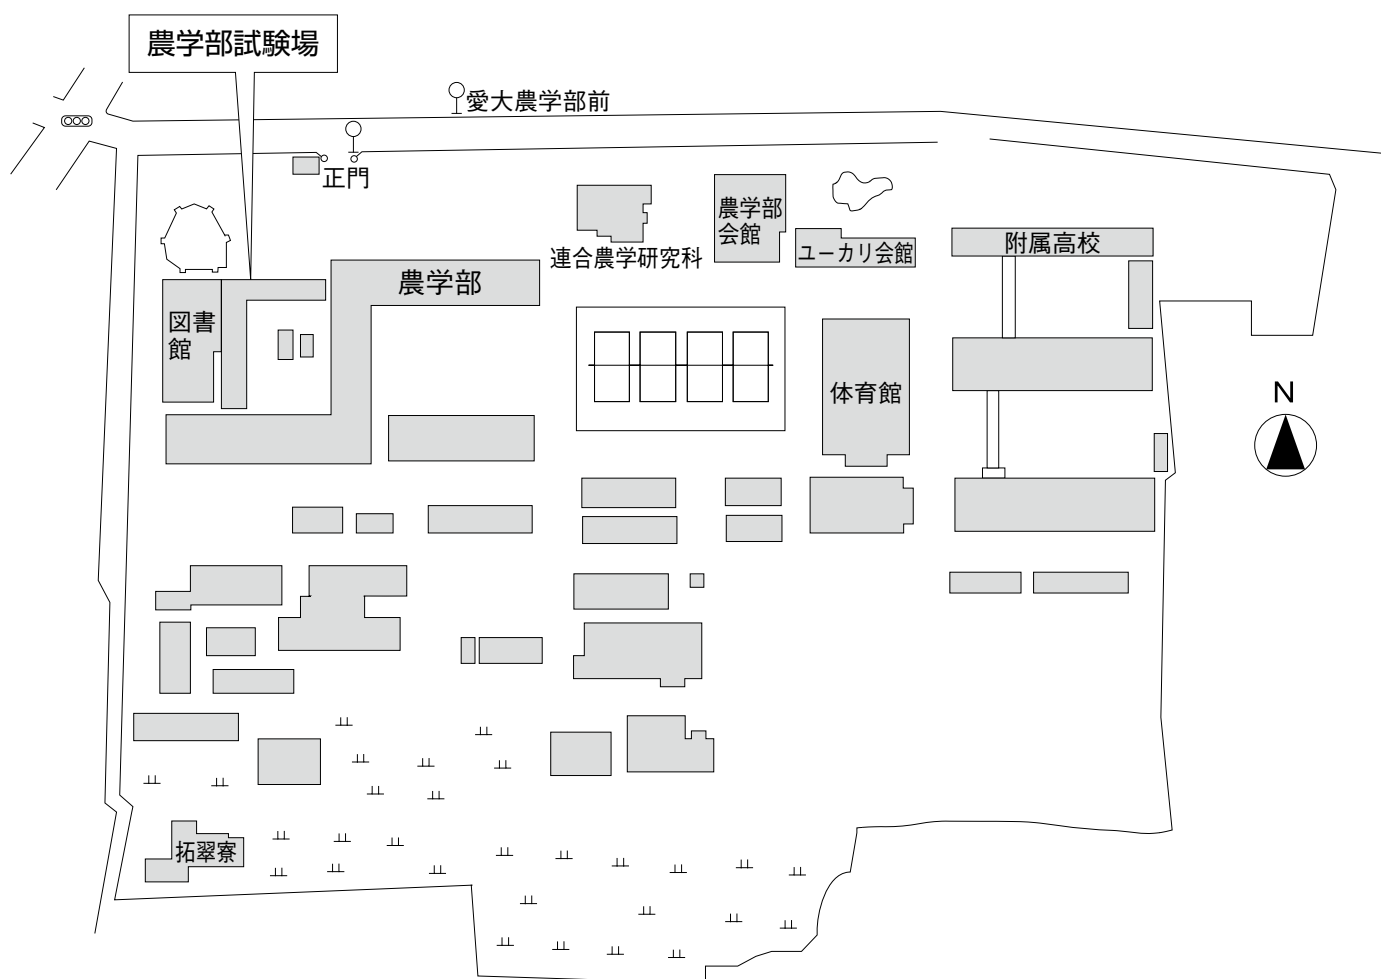 農学部試験場
愛大農学部前
正門
農学部
会館
連合農学研究科
ユーカリ会館
附属高校
農学部
図書
館
体育館
N
拓翠寮